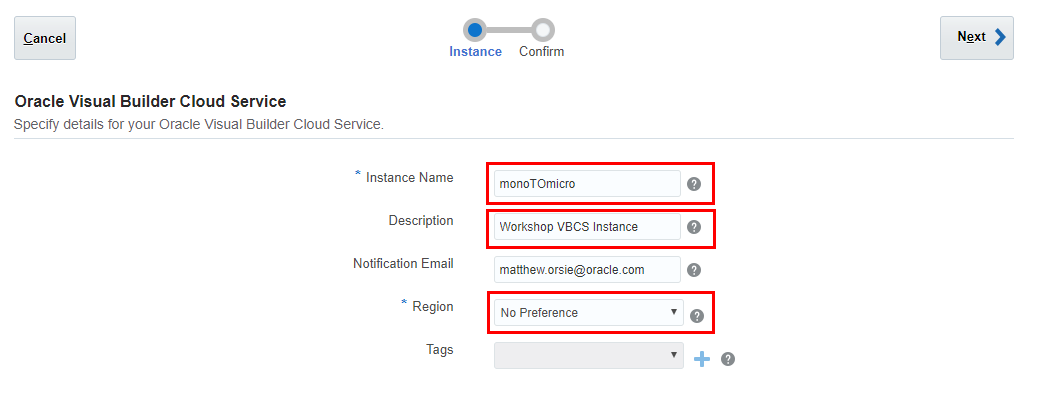 Cancel
Instance
Confirm
Next
Oracle Visual Builder Cloud Service
Specify details for your Oracle Visual Builder Cloud Service.
* Instance Name
monoTOmicro
?
Description
Workshop VBCS Instance
?
Notification Email
matthew.orsie@oracle.com
?
* Region
No Preference
?
Tags
?